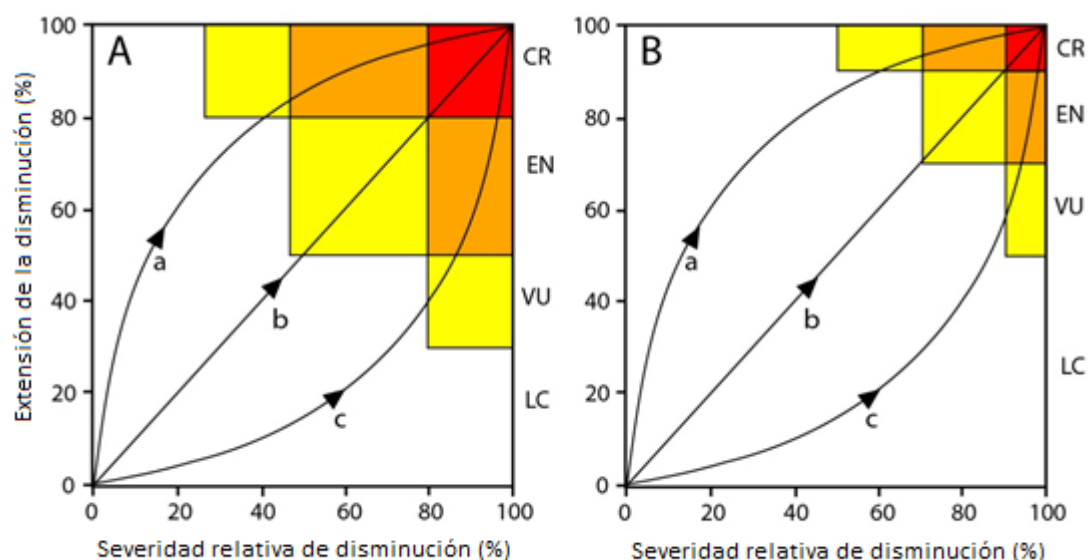 A
B
Extensión de la disminución (%)
100
80
60
40
20
0
a
b
c
CR
EN
VU
LC
0 20 40 60 80 100
Severidad relativa de disminución (%)
100
80
60
40
20
0
a
b
c
CR
EN
VU
LC
0 20 40 60 80 100
Severidad relativa de disminución (%)